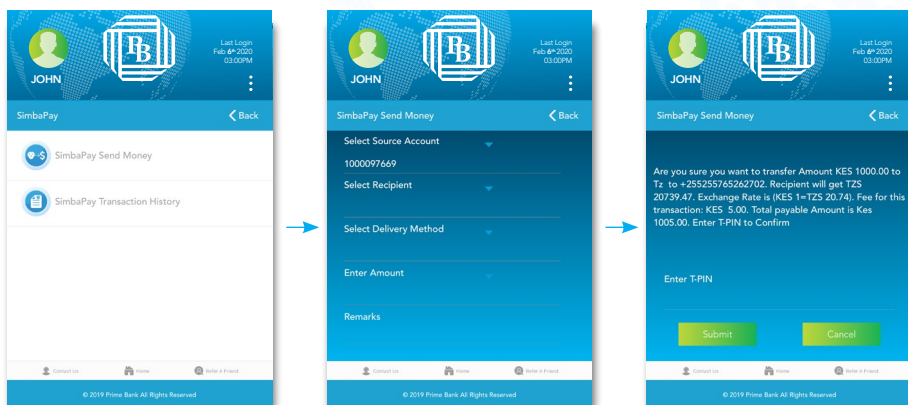 PB
Last Login
Feb 6th 2020
03:00PM
JOHN
SimbaPay
Back
SimbaPay Send Money
SimbaPay Transaction History
Contact Us
Home
Refer A Friend
© 2019 Prime Bank All Rights Reserved
PB
Last Login
Feb 6th 2020
03:00PM
JOHN
SimbaPay Send Money
Back
Select Source Account
1000097669
Select Recipient
Select Delivery Method
Enter Amount
Remarks
Contact Us
Home
Refer A Friend
© 2019 Prime Bank All Rights Reserved
PB
Last Login
Feb 6th 2020
03:00PM
JOHN
SimbaPay Send Money
Back
Are you sure you want to transfer Amount KES 1000.00 to
Tz to +255255765262702. Recipient will get TZS
20739.47. Exchange Rate is (KES 1=TZS 20.74). Fee for this
transaction: KES 5.00. Total payable Amount is Kes
1005.00. Enter T-PIN to Confirm
Enter T-PIN
Submit
Cancel
Contact Us
Home
Refer A Friend
© 2019 Prime Bank All Rights Reserved